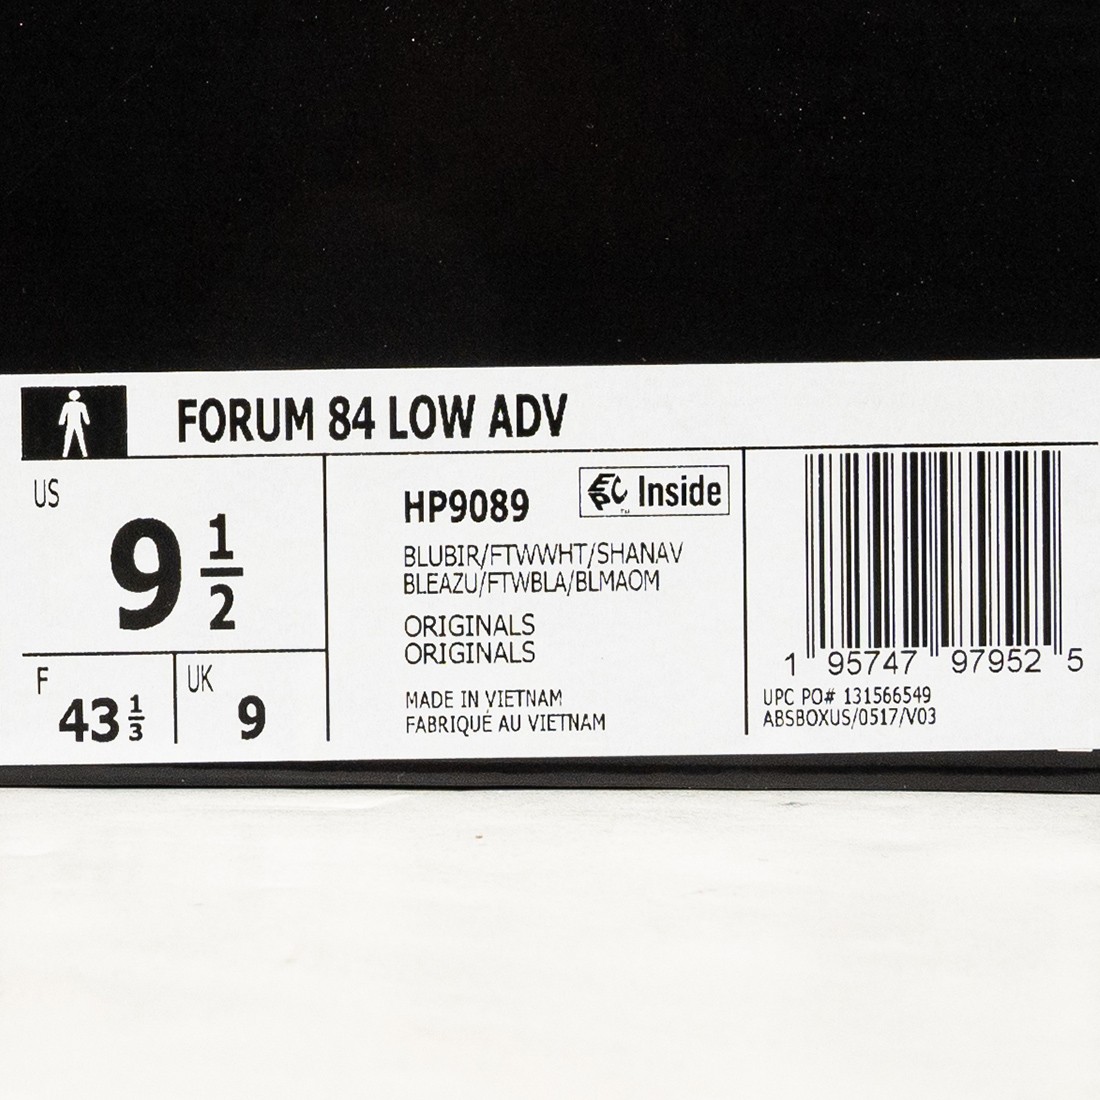 FORUM 84 LOW ADV
US
9 1/2
F
43 1/3
UK
9
HP9089
Inside
BLUBIR/FTWWHT/SHANAV
BLEAZU/FTWBLA/BLMAOM
ORIGINALS
ORIGINALS
MADE IN VIETNAM
FABRIQUÉ AU VIETNAM
1 95747 97952 5
UPC PO# 131566549
ABSBOXUS/0517/V03